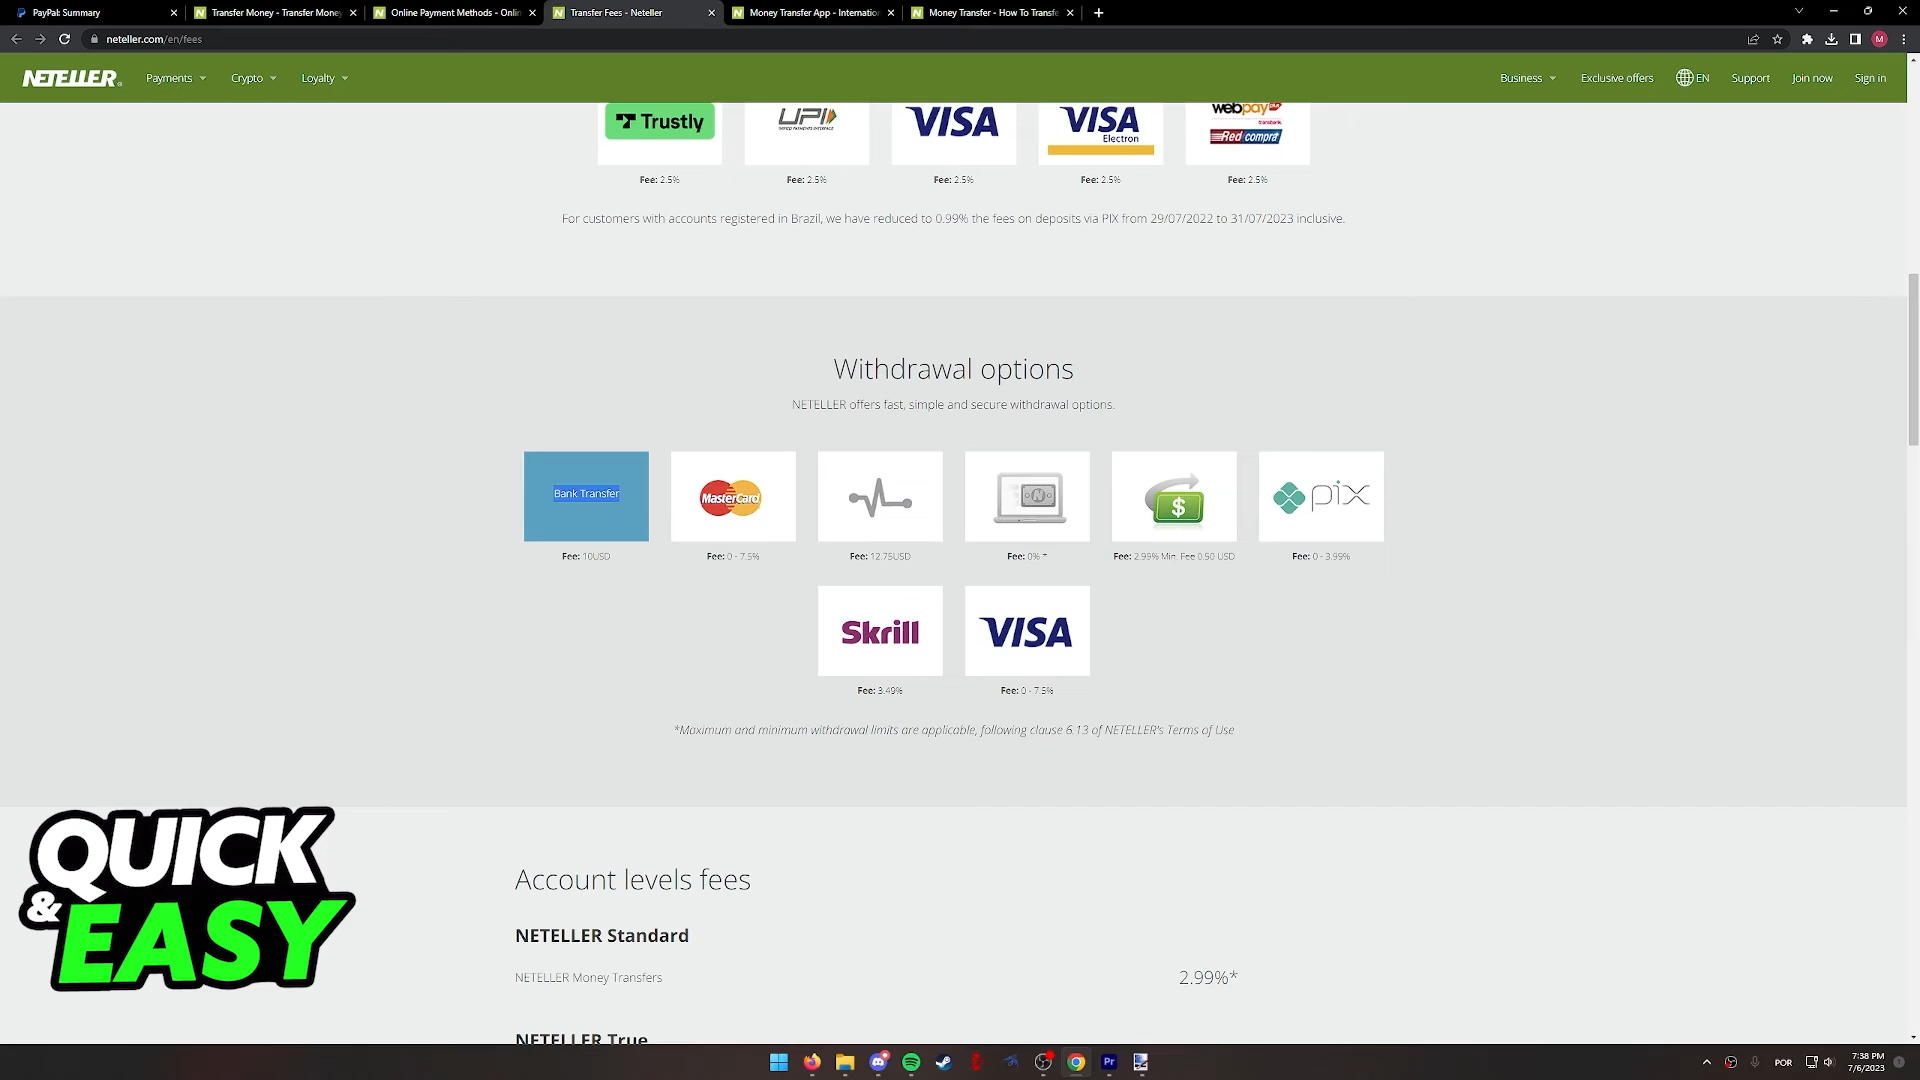 PayPal: Summary
Transfer Money - Transfer Money
Online Payment Methods - Onlin
Transfer Fees - Neteller
Money Transfer App - Internatio
Money Transfer - How To Transfe
neteller.com/en/fees
M
NETELLER
Payments
Crypto
Loyalty
Business
Exclusive offers
EN
Support
Join now
Sign in
Trustly
UPI
UNIFIED PAYMENTS INTERFACE
VISA
VISA
Electron
webpay plus
transbank.
Redcompra
Fee: 2.5%
Fee: 2.5%
Fee: 2.5%
Fee: 2.5%
Fee: 2.5%
For customers with accounts registered in Brazil, we have reduced to 0.99% the fees on deposits via PIX from 29/07/2022 to 31/07/2023 inclusive.
Withdrawal options
NETELLER offers fast, simple and secure withdrawal options.
Bank Transfer
MasterCard
N
$
pix
Fee: 10USD
Fee: 0 - 7.5%
Fee: 12.75USD
Fee: 0% *
Fee: 2.99% Min. Fee 0.50 USD
Fee: 0 - 3.99%
Skrill
VISA
Fee: 3.49%
Fee: 0 - 7.5%
*Maximum and minimum withdrawal limits are applicable, following clause 6.13 of NETELLER's Terms of Use
QUICK
& EASY
Account levels fees
NETELLER Standard
NETELLER Money Transfers
2.99%*
NETELLER True
Pr
POR
7:38 PM
7/6/2023